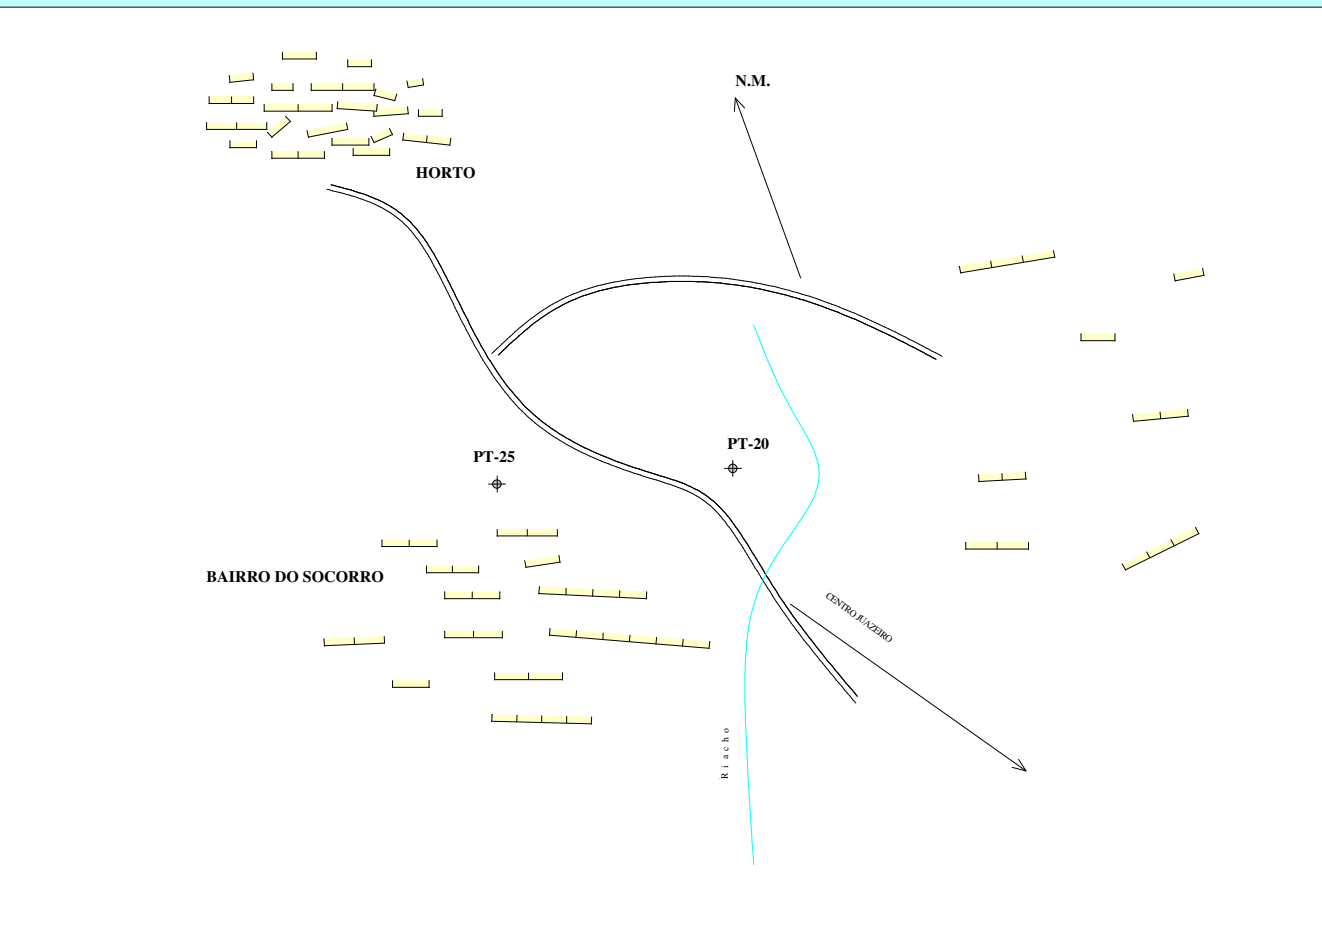 N.M.
HORTO
PT-20
PT-25
BAIRRO DO SOCORRO
CENTRO JUAZEIRO
Riacho